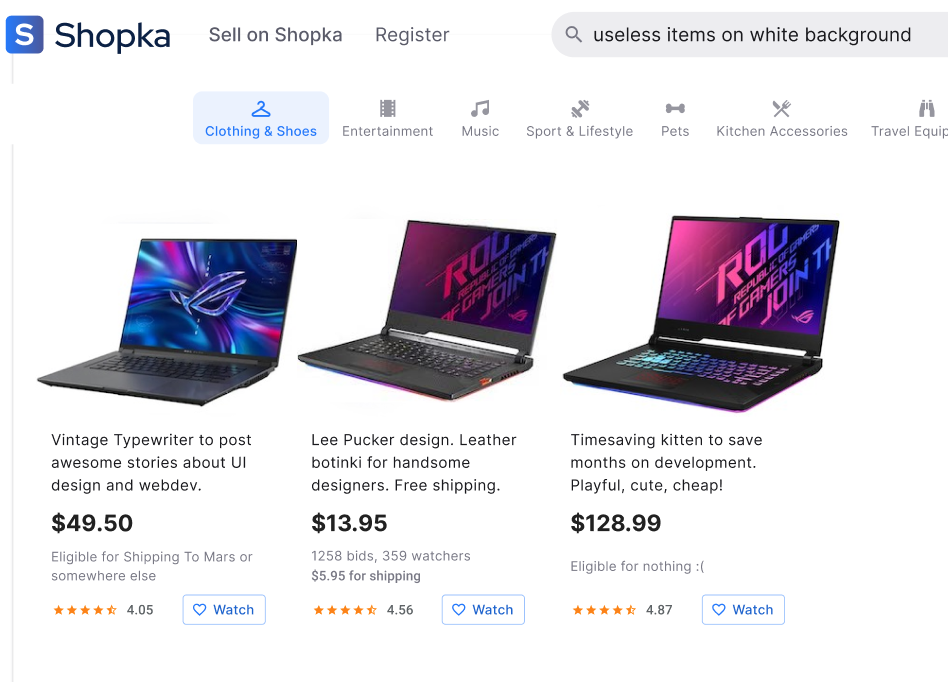 S Shopka
Sell on Shopka
Register
useless items on white background
Clothing & Shoes
Entertainment
Music
Sport & Lifestyle
Pets
Kitchen Accessories
Travel
ROG
REPUBLIC OF GAMERS
JOIN TH
ROG
REPUBLIC OF GAMERS
JOIN TH
Vintage Typewriter to post
awesome stories about UI
design and webdev.
$49.50
Eligible for Shipping To Mars or
somewhere else
4.05
Watch
Lee Pucker design. Leather
botinki for handsome
designers. Free shipping.
$13.95
1258 bids, 359 watchers
$5.95 for shipping
4.56
Watch
Timesaving kitten to save
months on development.
Playful, cute, cheap!
$128.99
Eligible for nothing :(
4.87
Watch